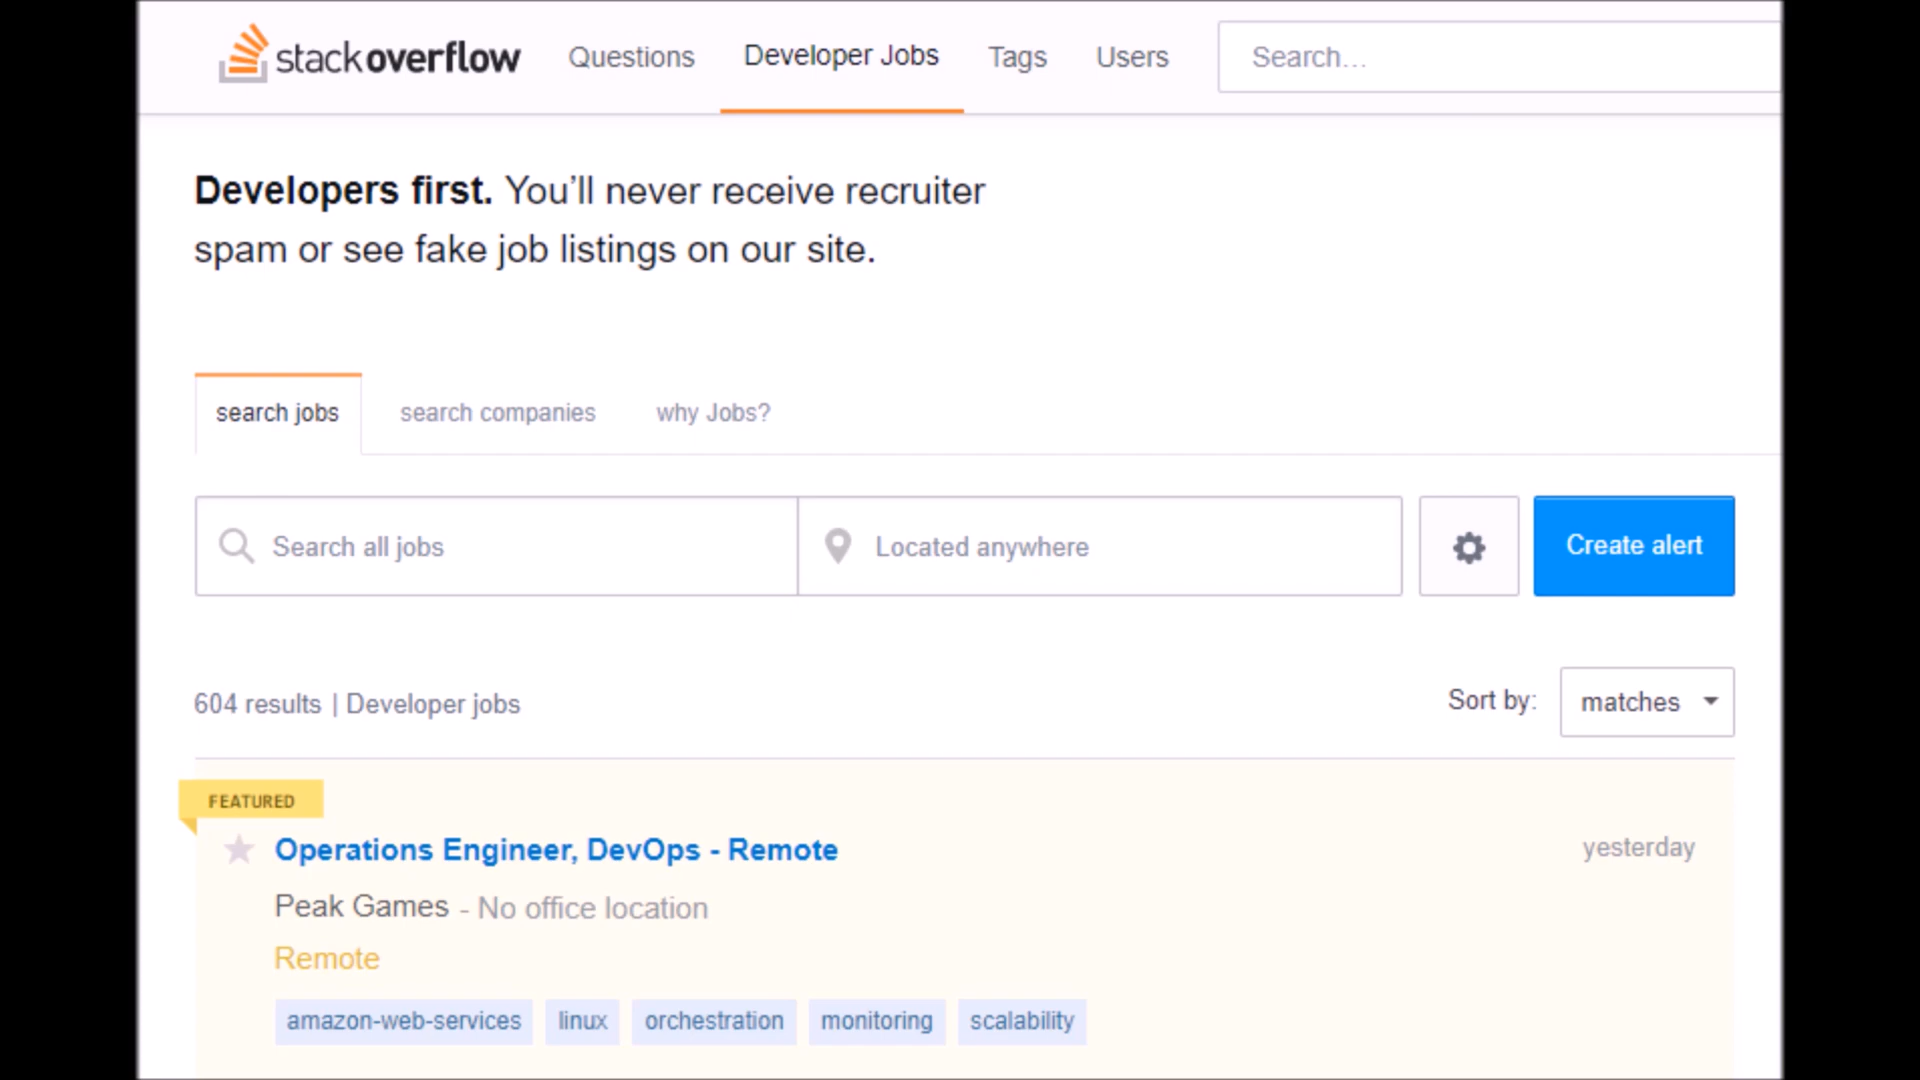 stackoverflow Questions Developer Jobs Tags Users Search...
Developers first. You'll never receive recruiter
spam or see fake job listings on our site.
search jobs search companies why Jobs?
Search all jobs Located anywhere Create alert
604 results | Developer jobs Sort by: matches
FEATURED
Operations Engineer, DevOps - Remote yesterday
Peak Games - No office location
Remote
amazon-web-services linux orchestration monitoring scalability